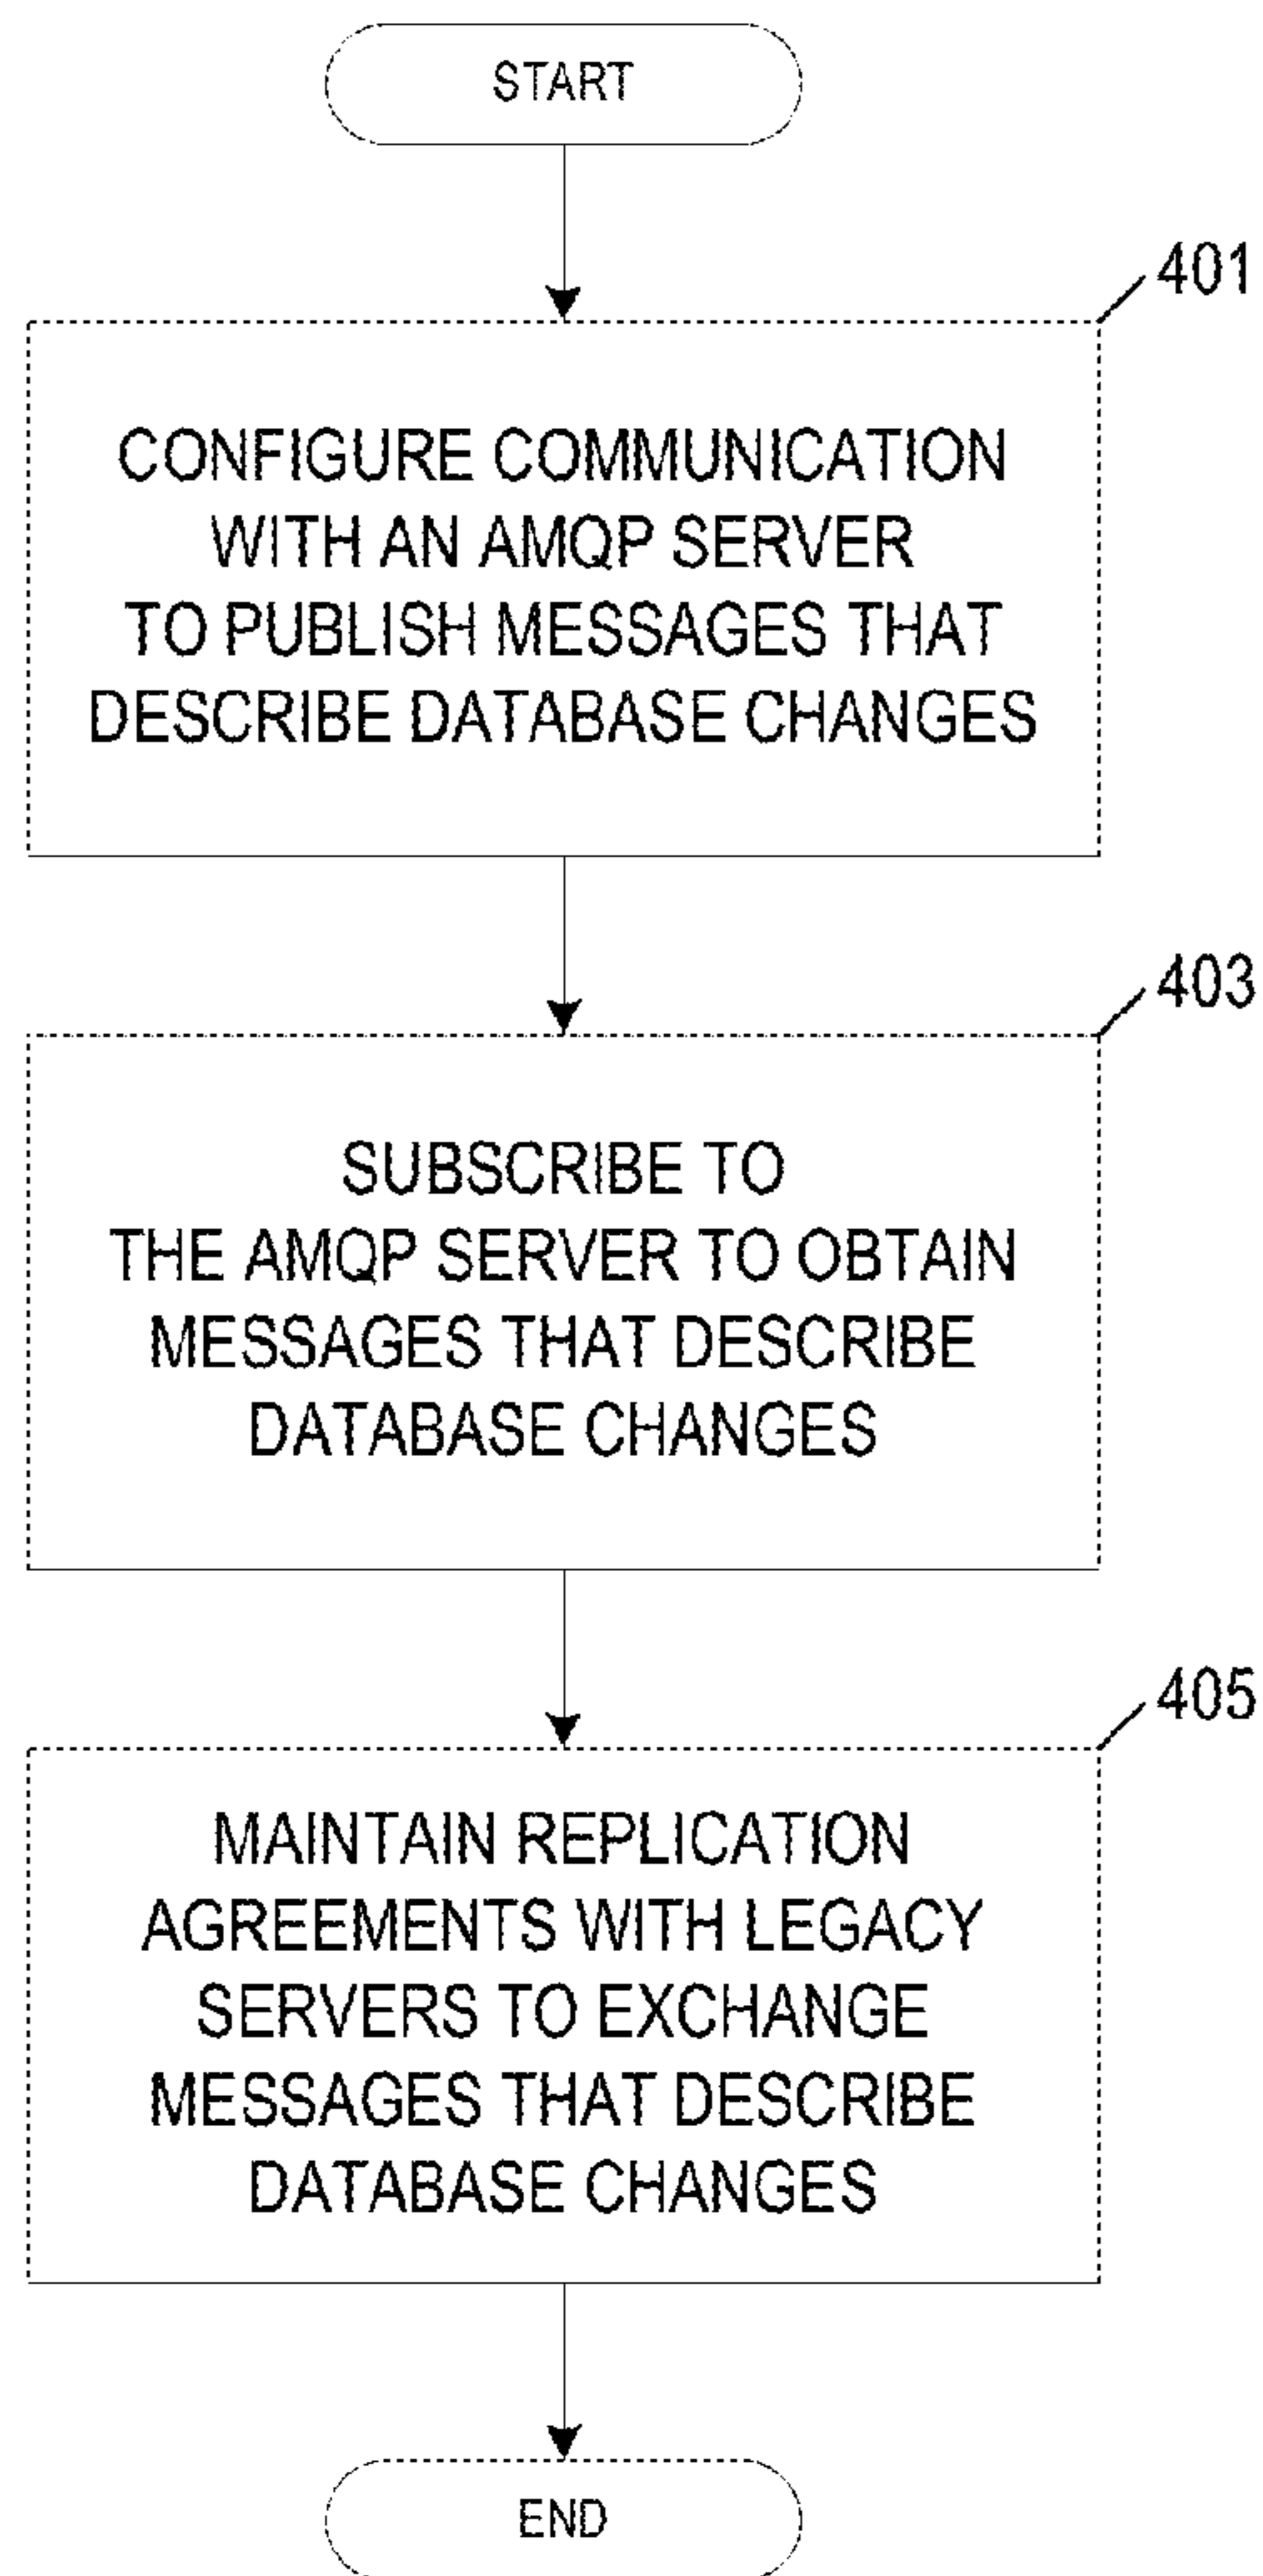 START
401
CONFIGURE COMMUNICATION
WITH AN AMQP SERVER
TO PUBLISH MESSAGES THAT
DESCRIBE DATABASE CHANGES
403
SUBSCRIBE TO
THE AMQP SERVER TO OBTAIN
MESSAGES THAT DESCRIBE
DATABASE CHANGES
405
MAINTAIN REPLICATION
AGREEMENTS WITH LEGACY
SERVERS TO EXCHANGE
MESSAGES THAT DESCRIBE
DATABASE CHANGES
END